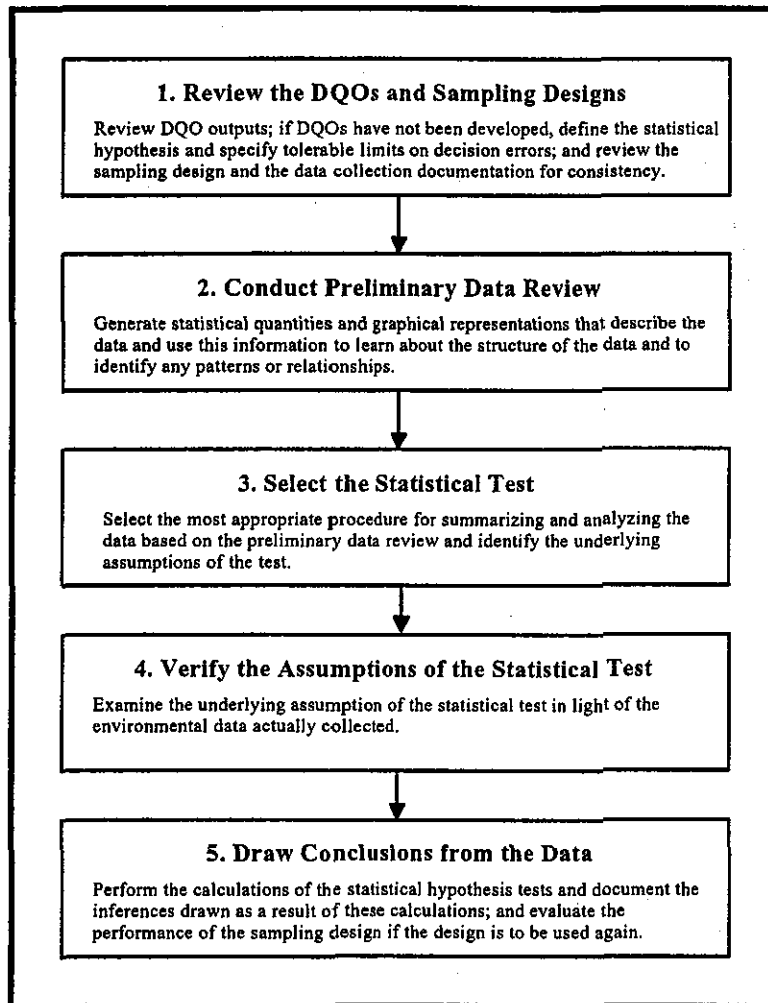 1. Review the DQOs and Sampling Designs
Review DQO outputs; if DQOs have not been developed, define the statistical
hypothesis and specify tolerable limits on decision errors; and review the
sampling design and the data collection documentation for consistency.
2. Conduct Preliminary Data Review
Generate statistical quantities and graphical representations that describe the
data and use this information to learn about the structure of the data and to
identify any patterns or relationships.
3. Select the Statistical Test
Select the most appropriate procedure for summarizing and analyzing the
data based on the preliminary data review and identify the underlying
assumptions of the test.
4. Verify the Assumptions of the Statistical Test
Examine the underlying assumption of the statistical test in light of the
environmental data actually collected.
5. Draw Conclusions from the Data
Perform the calculations of the statistical hypothesis tests and document the
inferences drawn as a result of these calculations; and evaluate the
performance of the sampling design if the design is to be used again.